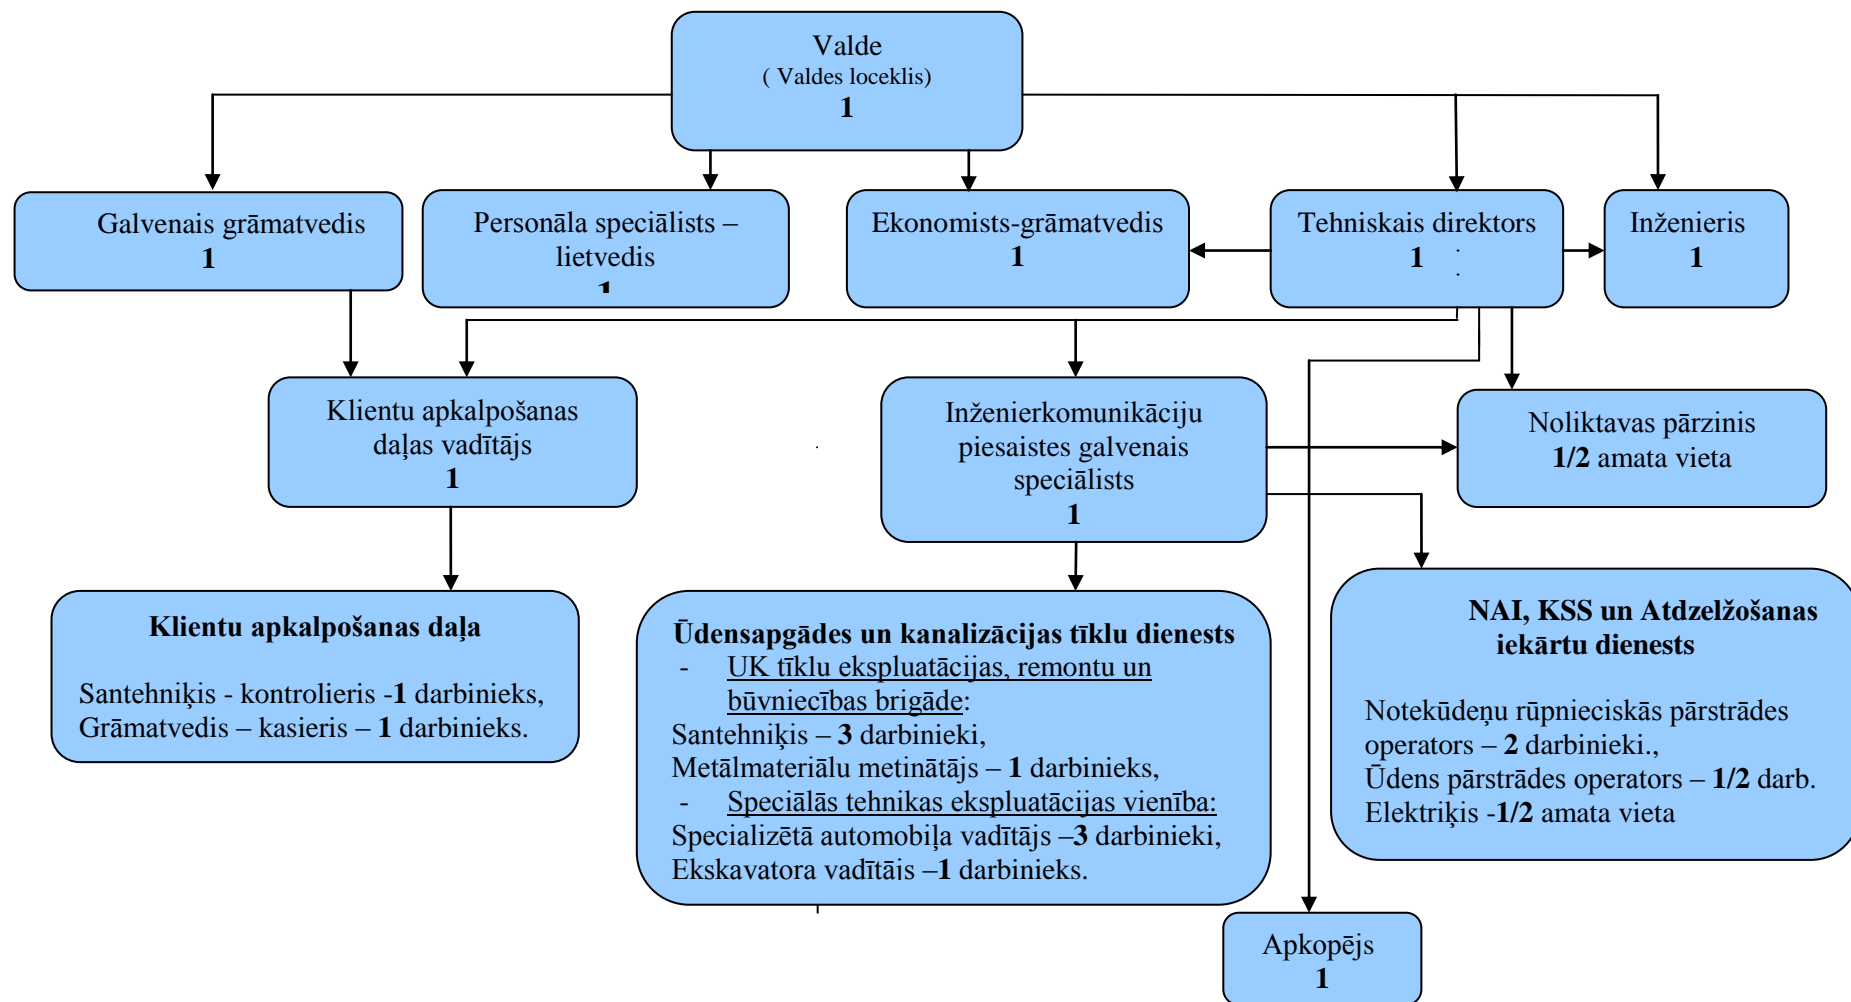 Valde
( Valdes loceklis)
1
Galvenais grāmatvedis
1
Personāla speciālists –
lietvedis
1
Ekonomists-grāmatvedis
1
Tehniskais direktors
1
Inženieris
1
Klientu apkalpošanas
daļas vadītājs
1
Inženierkomunikāciju
piesaistes galvenais
speciālists
1
Noliktavas pārzinis
1/2 amata vieta
Klientu apkalpošanas daļa
Santehniķis - kontrolieris -1 darbinieks,
Grāmatvedis – kasieris – 1 darbinieks.
Ūdensapgādes un kanalizācijas tīklu dienests
- UK tīklu ekspluatācijas, remontu un
būvniecības brigāde:
Santehniķis – 3 darbinieki,
Metālmateriālu metinātājs – 1 darbinieks,
- Speciālās tehnikas ekspluatācijas vienība:
Specializētā automobiļa vadītājs –3 darbinieki,
Ekskavatora vadītājs –1 darbinieks.
NAI, KSS un Atdzelžošanas
iekārtu dienests
Notekūdeņu rūpnieciskās pārstrādes
operators – 2 darbinieki.,
Ūdens pārstrādes operators – 1/2 darb.
Elektriķis -1/2 amata vieta
Apkopējs
1